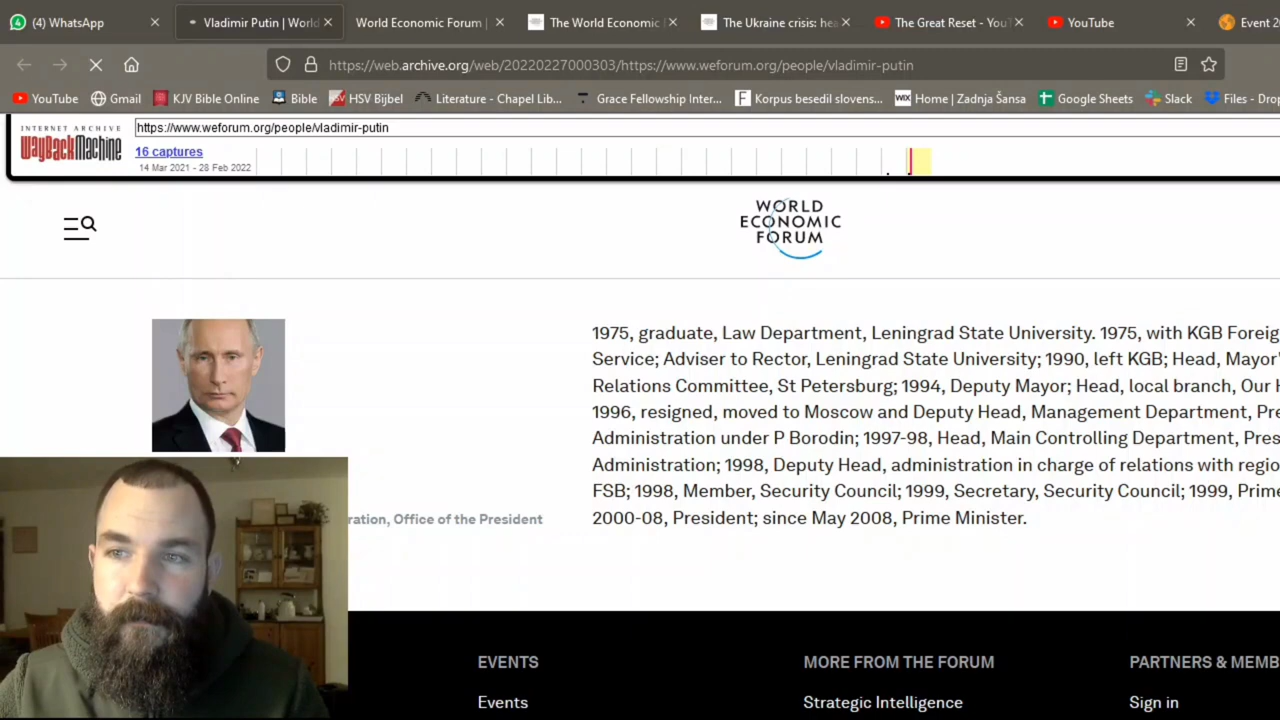 (4) WhatsApp
Vladimir Putin | World
World Economic Forum |
The World Economic
The Ukraine crisis: hea
The Great Reset - You
YouTube
Event 2
https://web.archive.org/web/20220227000303/https://www.weforum.org/people/vladimir-putin
YouTube
Gmail
KJV Bible Online
Bible
HSV Bijbel
Literature - Chapel Lib...
Grace Fellowship Inter...
Korpus besedil slovens...
WIX
Home | Zadnja Šansa
Google Sheets
Slack
Files - Drop
INTERNET ARCHIVE
WayBackMachine
https://www.weforum.org/people/vladimir-putin
16 captures
14 Mar 2021 - 28 Feb 2022
WORLD
ECONOMIC
FORUM
1975, graduate, Law Department, Leningrad State University. 1975, with KGB Foreig
Service; Adviser to Rector, Leningrad State University; 1990, left KGB; Head, Mayor'
Relations Committee, St Petersburg; 1994, Deputy Mayor; Head, local branch, Our H
1996, resigned, moved to Moscow and Deputy Head, Management Department, Pre
Administration under P Borodin; 1997-98, Head, Main Controlling Department, Pres
Administration; 1998, Deputy Head, administration in charge of relations with regio
FSB; 1998, Member, Security Council; 1999, Secretary, Security Council; 1999, Prime
2000-08, President; since May 2008, Prime Minister.
ration, Office of the President
EVENTS
MORE FROM THE FORUM
PARTNERS & MEMB
Events
Strategic Intelligence
Sign in